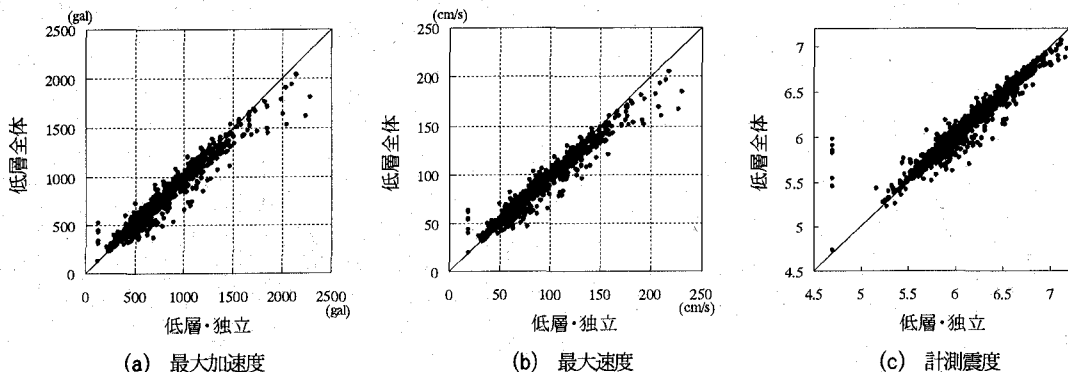 (gal)
2500
2000
1500
1000
500
0
低層全体
0 500 1000 1500 2000 2500
(gal)
低層・独立
(a) 最大加速度
(cm/s)
250
200
150
100
50
0
低層全体
0 50 100 150 200 250
(cm/s)
低層・独立
(b) 最大速度
7
6.5
6
5.5
5
4.5
低層全体
4.5 5 5.5 6 6.5 7
低層・独立
(c) 計測震度